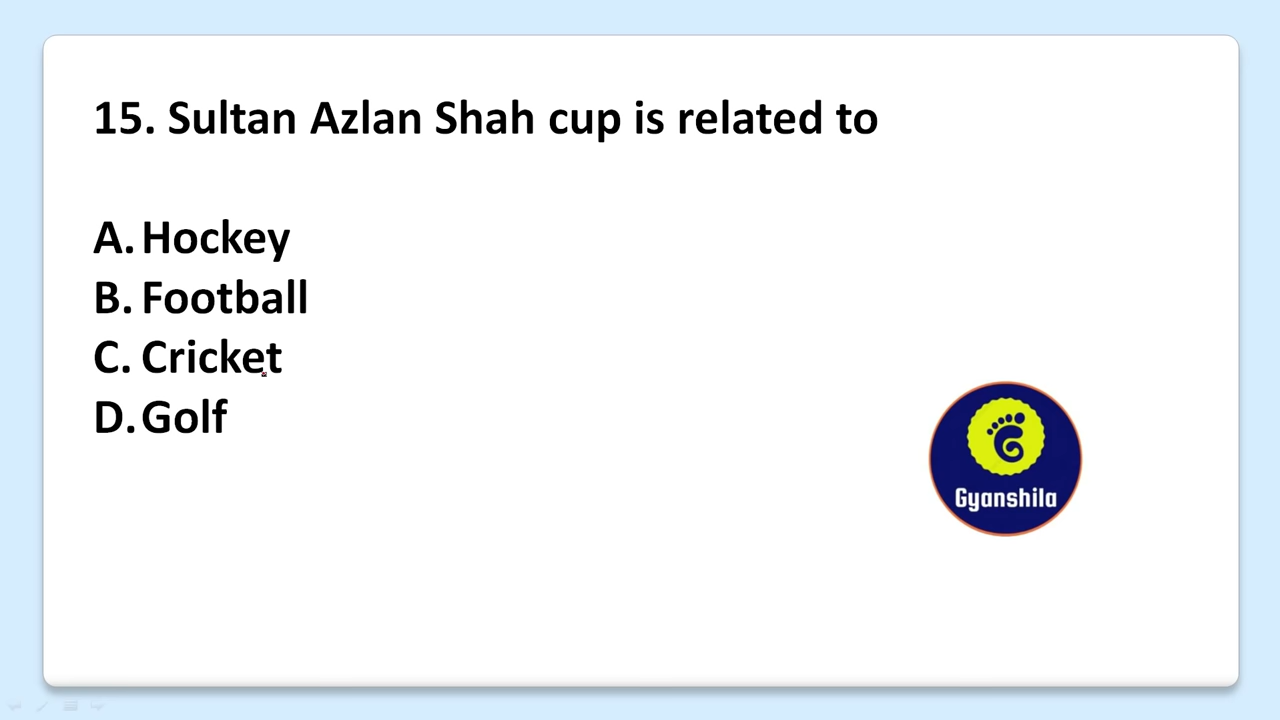 15. Sultan Azlan Shah cup is related to
A. Hockey
B. Football
C. Cricket
D. Golf
Gyanshila